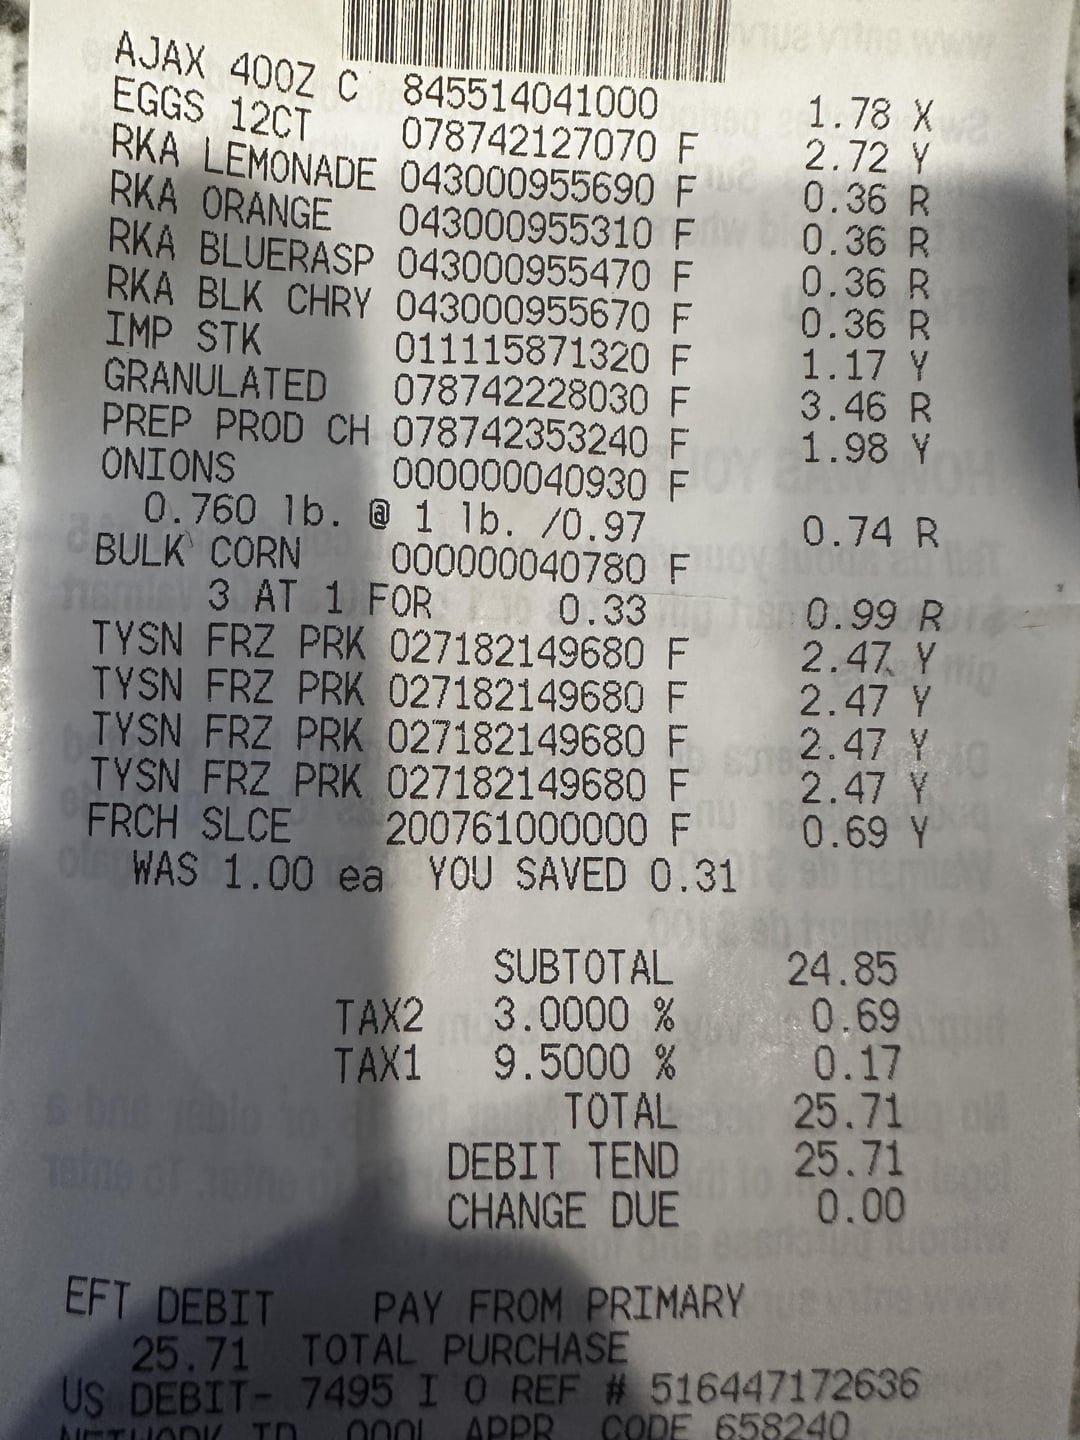 AJAX 40OZ C 845514041000 1.78 X
EGGS 12CT 078742127070 F 2.72 Y
RKA LEMONADE 043000955690 F 0.36 R
RKA ORANGE 043000955310 F 0.36 R
RKA BLUERASP 043000955470 F 0.36 R
RKA BLK CHRY 043000955670 F 0.36 R
IMP STK 011115871320 F 1.17 Y
GRANULATED 078742228030 F 3.46 R
PREP PROD CH 078742353240 F 1.98 Y
ONIONS 000000040930 F
0.760 lb. @ 1 lb. /0.97 0.74 R
BULK CORN 000000040780 F
3 AT 1 FOR 0.33 0.99 R
TYSN FRZ PRK 027182149680 F 2.47 Y
TYSN FRZ PRK 027182149680 F 2.47 Y
TYSN FRZ PRK 027182149680 F 2.47 Y
TYSN FRZ PRK 027182149680 F 2.47 Y
FRCH SLCE 200761000000 F 0.69 Y
WAS 1.00 ea YOU SAVED 0.31
SUBTOTAL 24.85
TAX2 3.0000 % 0.69
TAX1 9.5000 % 0.17
TOTAL 25.71
DEBIT TEND 25.71
CHANGE DUE 0.00
EFT DEBIT PAY FROM PRIMARY
25.71 TOTAL PURCHASE
US DEBIT- 7495 I 0 REF # 516447172636
NETWORK ID. APPR CODE 658240